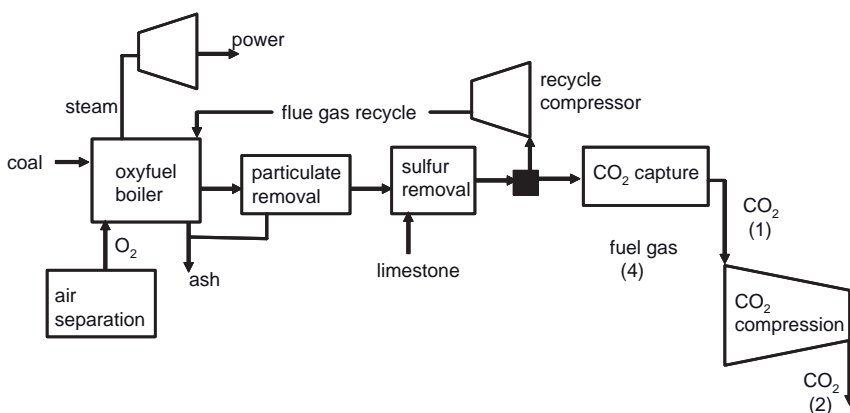 power
steam
flue gas recycle
recycle
compressor
coal
oxyfuel
boiler
particulate
removal
sulfur
removal
CO₂ capture
O₂
ash
limestone
air
separation
fuel gas
(4)
CO₂
(1)
CO₂
compression
CO₂
(2)